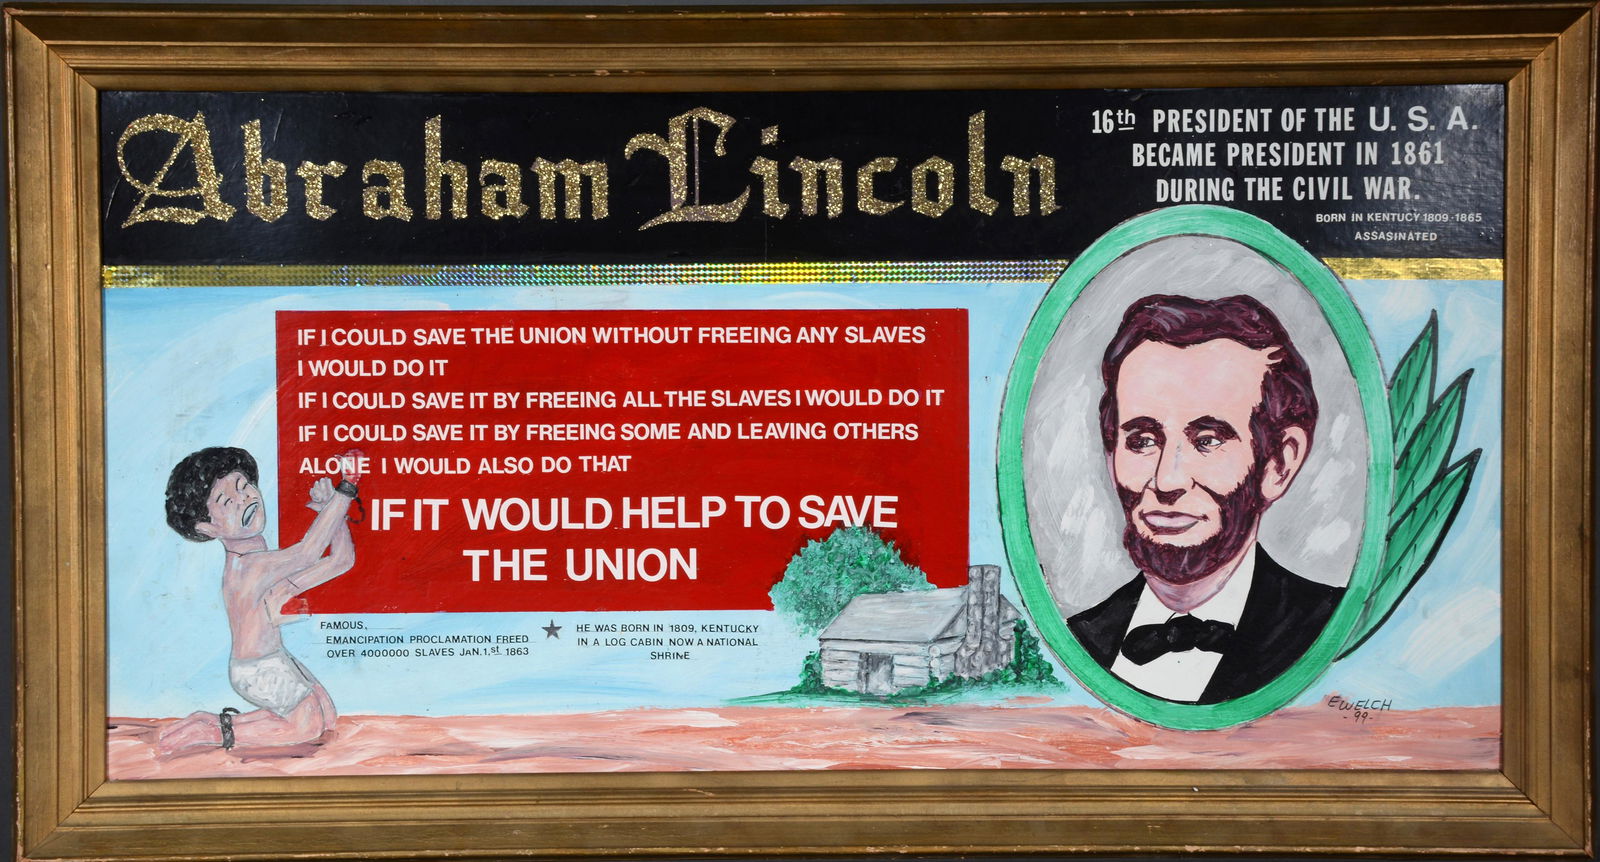 Abraham Lincoln
16th PRESIDENT OF THE U. S. A.
BECAME PRESIDENT IN 1861
DURING THE CIVIL WAR.
BORN IN KENTUCY 1809-1865
ASSASINATED
IF I COULD SAVE THE UNION WITHOUT FREEING ANY SLAVES
I WOULD DO IT
IF I COULD SAVE IT BY FREEING ALL THE SLAVES I WOULD DO IT
IF I COULD SAVE IT BY FREEING SOME AND LEAVING OTHERS
ALONE I WOULD ALSO DO THAT
IF IT WOULD HELP TO SAVE
THE UNION
FAMOUS.
EMANCIPATION PROCLAMATION FREED
OVER 4000000 SLAVES JAN.1,st 1863
HE WAS BORN IN 1809, KENTUCKY
IN A LOG CABIN NOW A NATIONAL
SHRINE
E WELCH
-99-